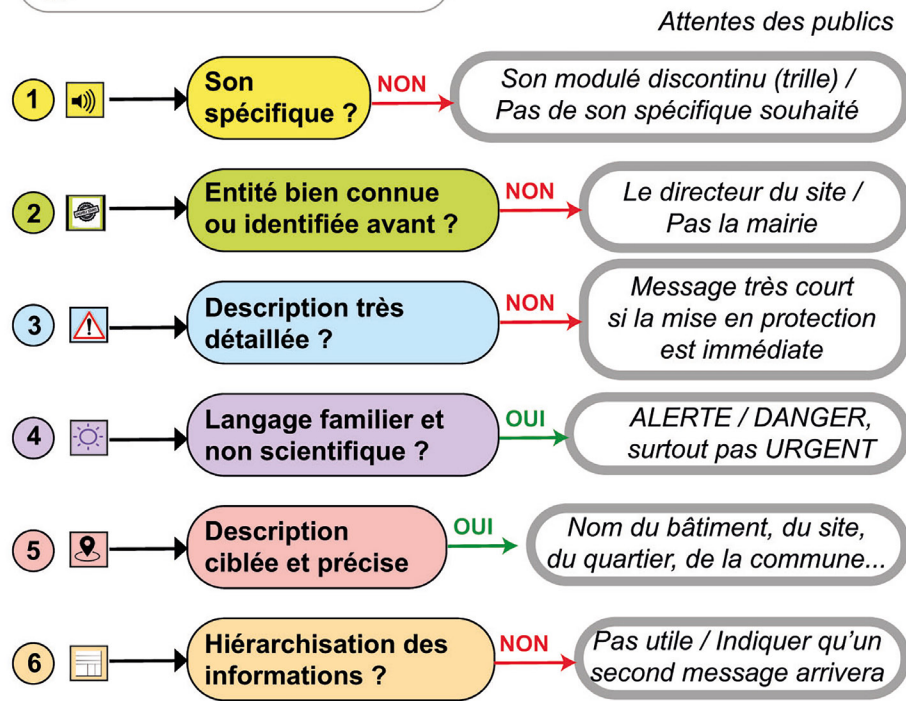 Attentes des publics
1
Son
spécifique ?
NON
Son modulé discontinu (trille) /
Pas de son spécifique souhaité
2
Entité bien connue
ou identifiée avant ?
NON
Le directeur du site /
Pas la mairie
3
Description très
détaillée ?
NON
Message très court
si la mise en protection
est immédiate
4
Langage familier et
non scientifique ?
OUI
ALERTE / DANGER,
surtout pas URGENT
5
Description
ciblée et précise
OUI
Nom du bâtiment, du site,
du quartier, de la commune...
6
Hiérarchisation des
informations ?
NON
Pas utile / Indiquer qu'un
second message arrivera